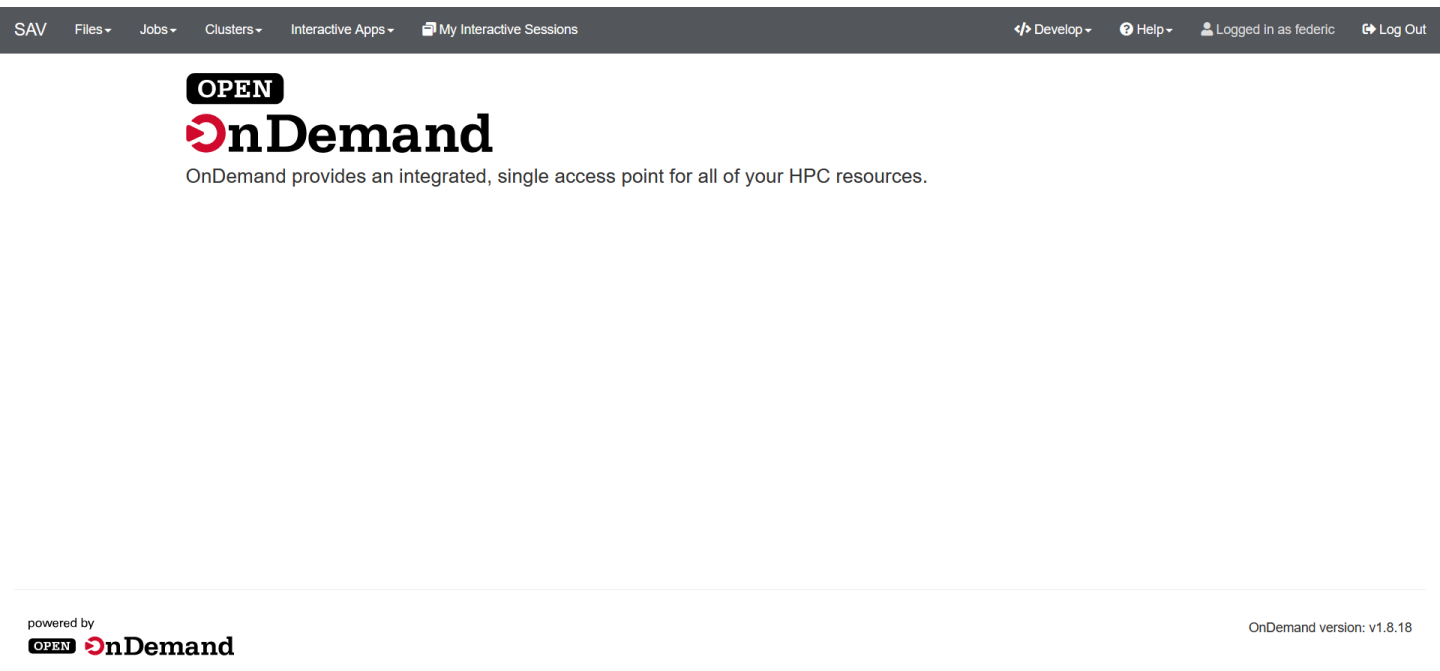 SAV Files Jobs Clusters Interactive Apps My Interactive Sessions </> Develop Help Logged in as federic Log Out
OPEN
OnDemand
OnDemand provides an integrated, single access point for all of your HPC resources.
powered by
OPEN OnDemand
OnDemand version: v1.8.18